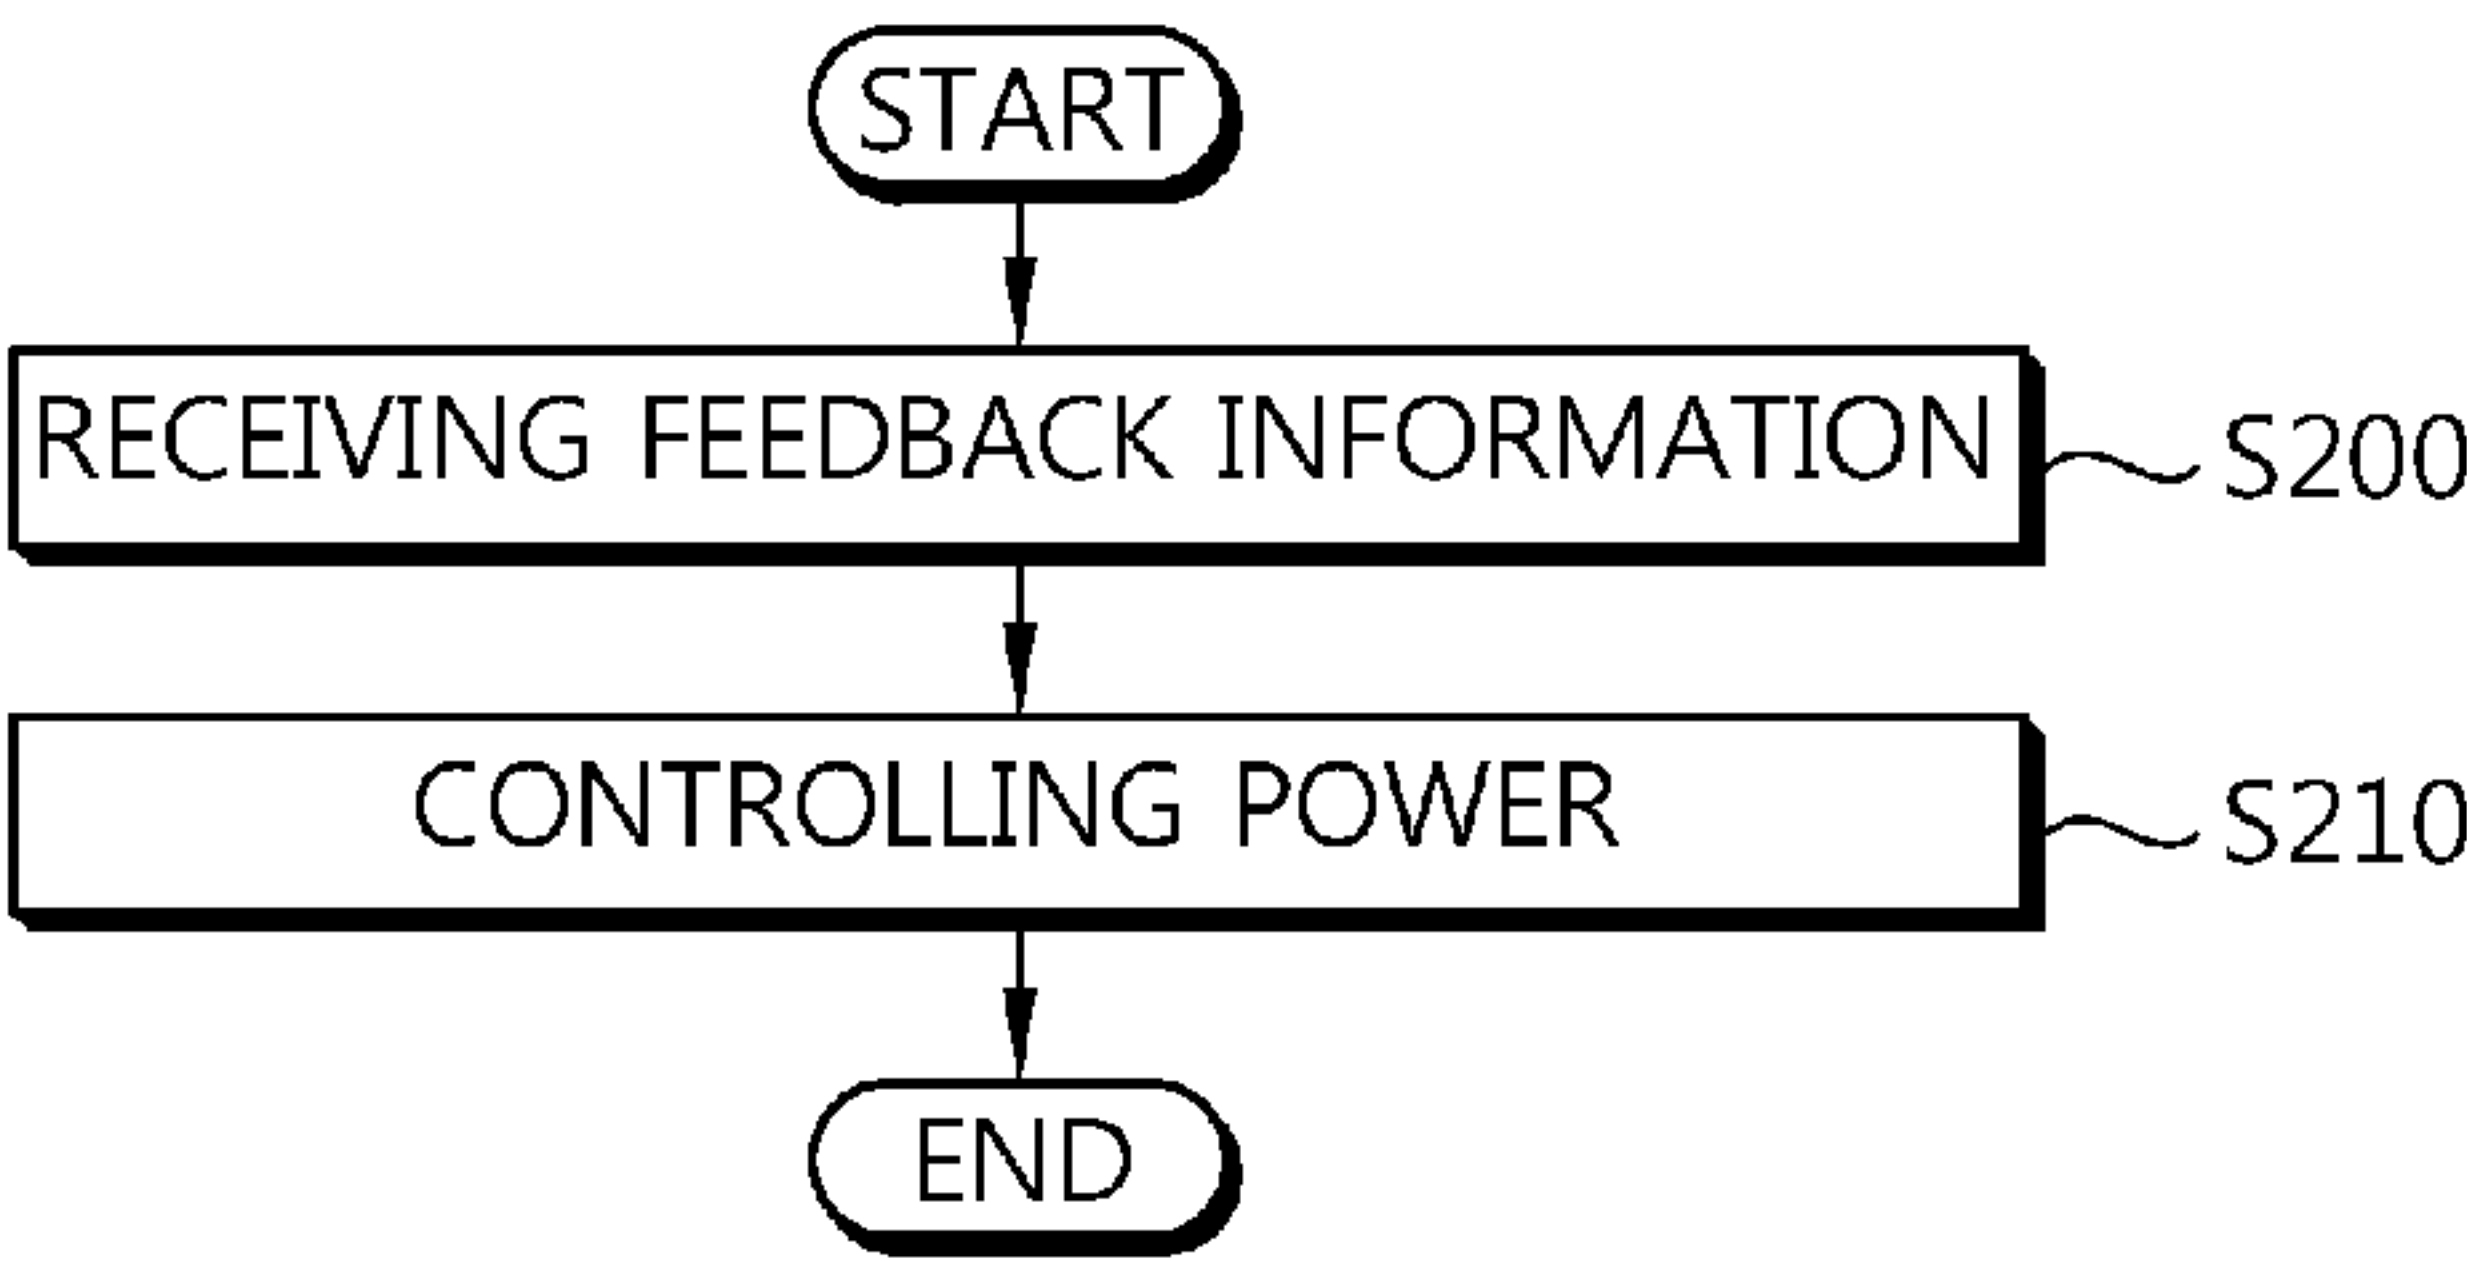 START
RECEIVING FEEDBACK INFORMATION
S200
CONTROLLING POWER
S210
END